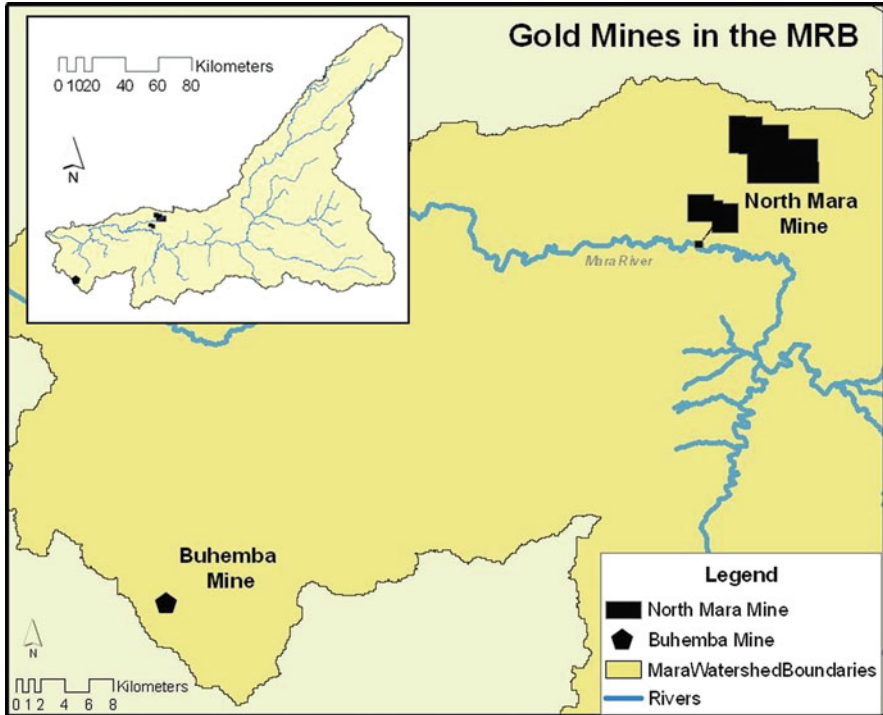 Gold Mines in the MRB
Kilometers
0 1020 40 60 80
N
North Mara
Mine
Mara River
Buhemba
Mine
N
Kilometers
0 1 2 4 6 8
Legend
North Mara Mine
Buhemba Mine
MaraWatershedBoundaries
Rivers